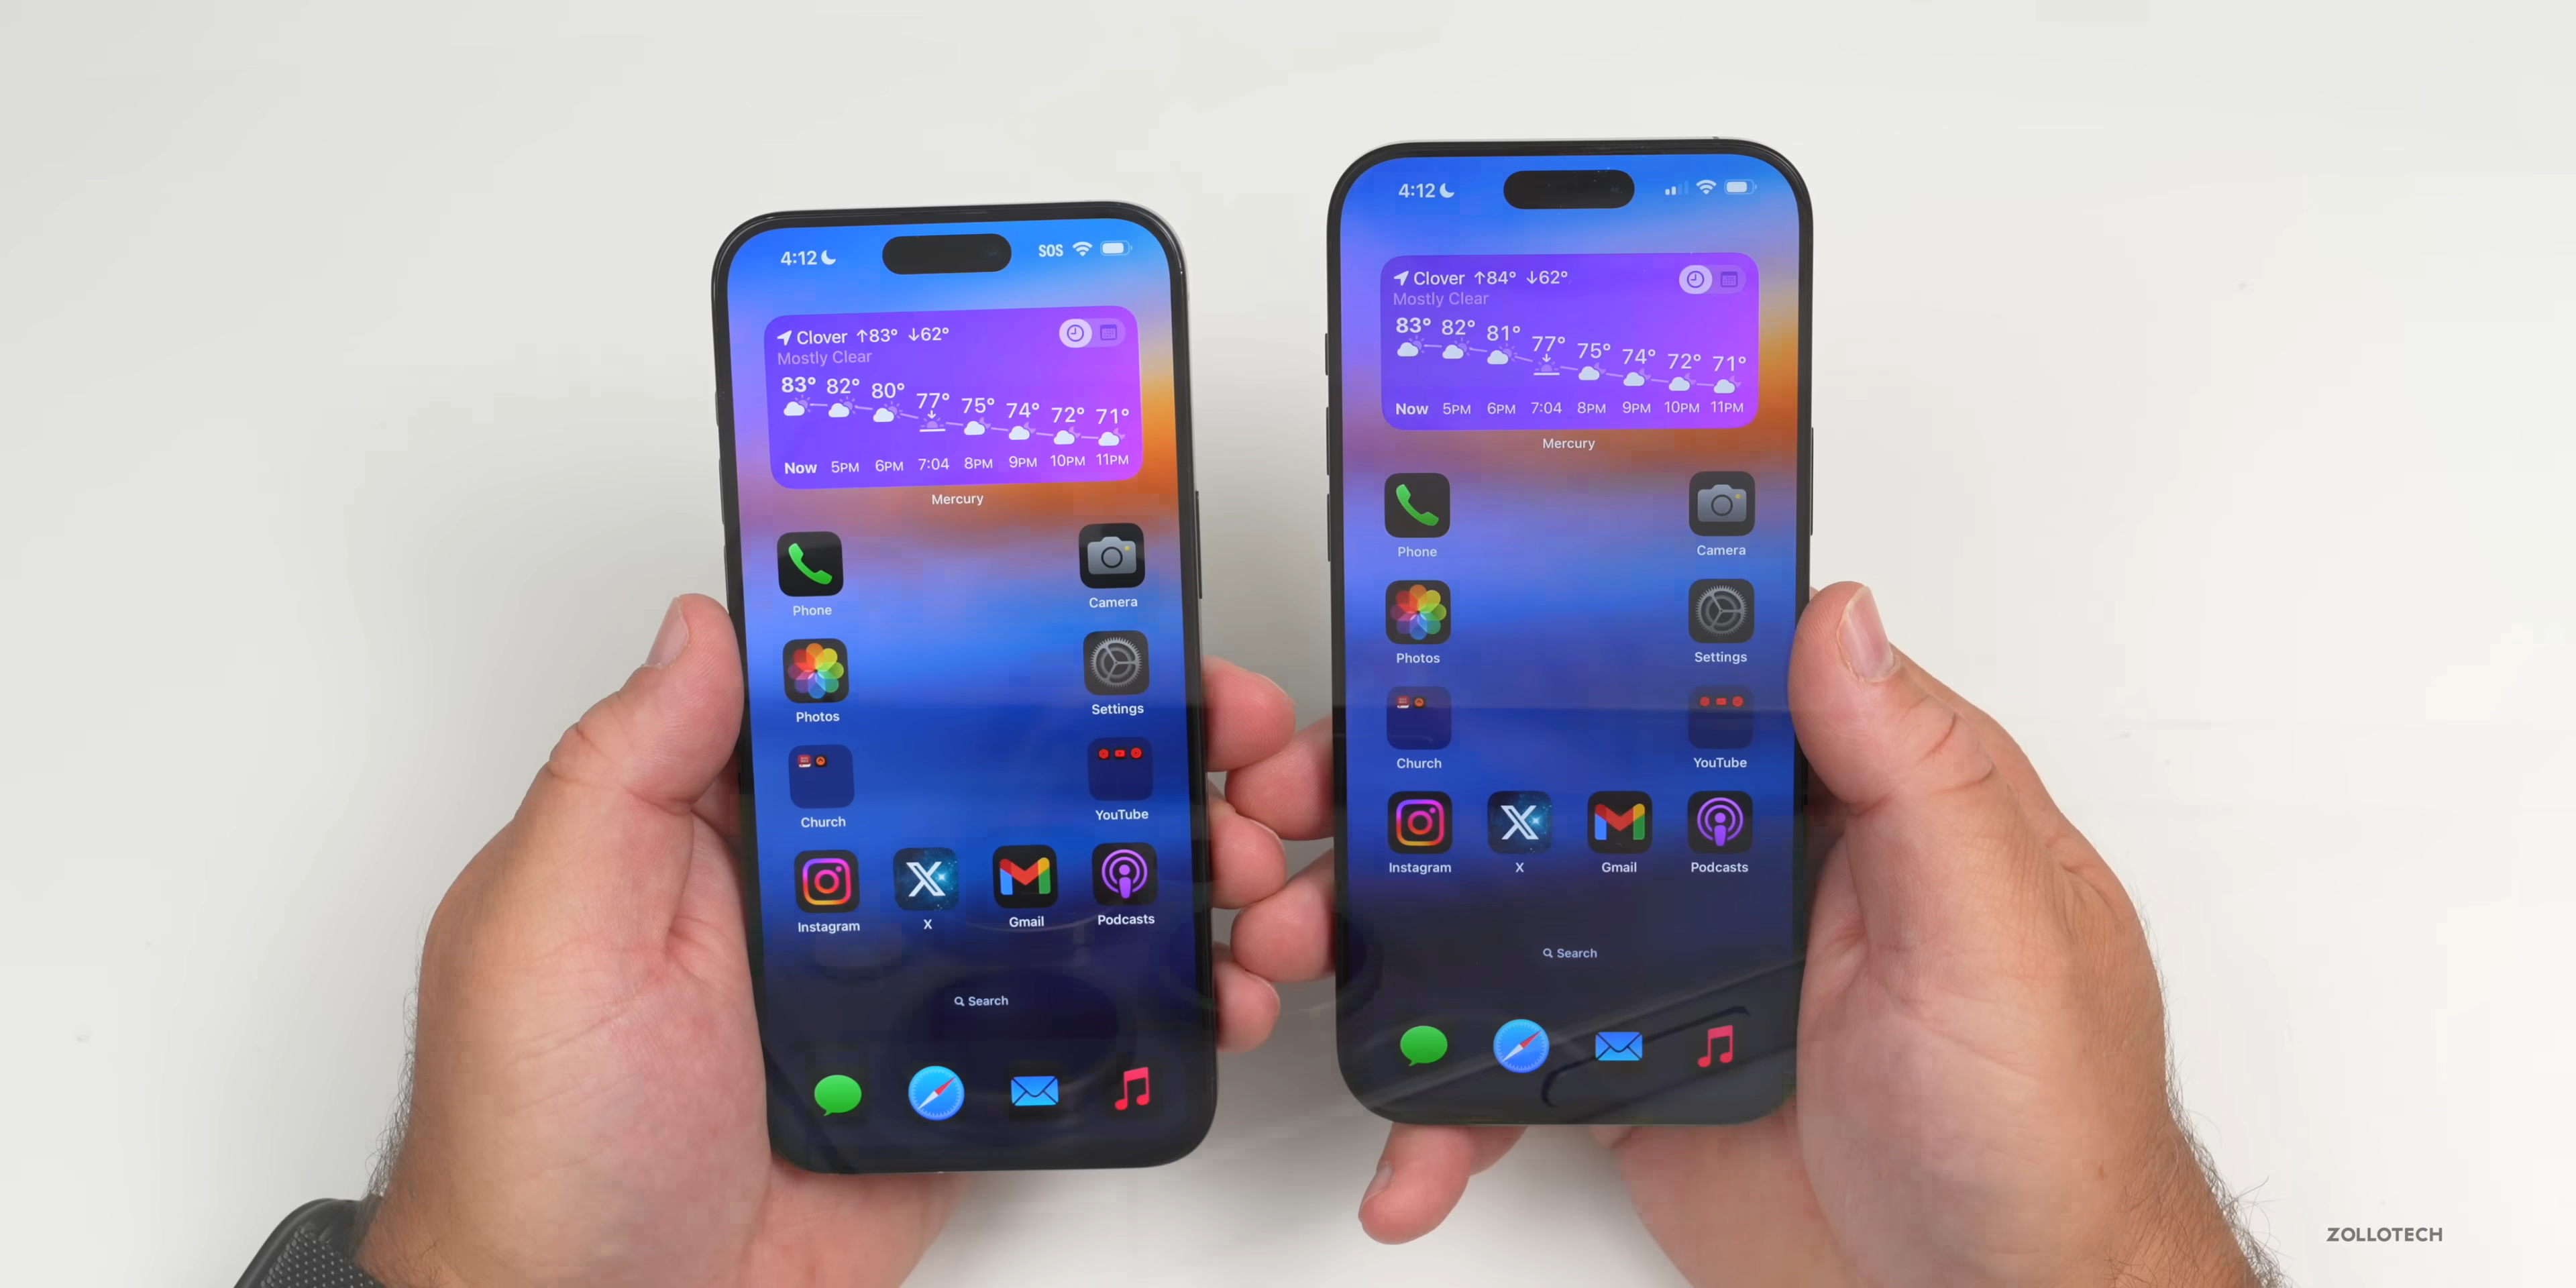 4:12
SOS
Clover ↑83° ↓62°
Mostly Clear
83° 82° 80° 77° 75° 74° 72° 71°
Now 5PM 6PM 7:04 8PM 9PM 10PM 11PM
Mercury
Phone
Camera
Photos
Settings
Church
YouTube
Instagram
X
Gmail
Podcasts
Search
4:12
Clover ↑84° ↓62°
Mostly Clear
83° 82° 81° 77° 75° 74° 72° 71°
Now 5PM 6PM 7:04 8PM 9PM 10PM 11PM
Mercury
Phone
Camera
Photos
Settings
Church
YouTube
Instagram
X
Gmail
Podcasts
Search
ZOLLOTECH